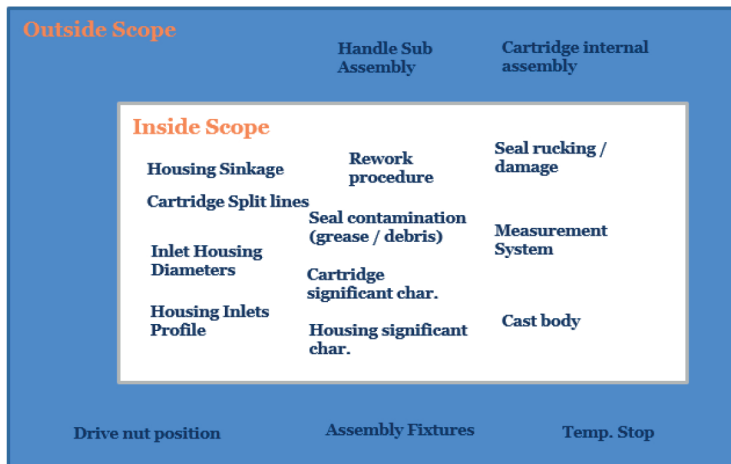 Outside Scope
Handle Sub
Assembly
Cartridge internal
assembly
Inside Scope
Housing Sinkage
Rework
procedure
Seal rucking /
damage
Cartridge Split lines
Seal contamination
(grease / debris)
Measurement
System
Inlet Housing
Diameters
Cartridge
significant char.
Housing Inlets
Profile
Housing significant
char.
Cast body
Drive nut position
Assembly Fixtures
Temp. Stop